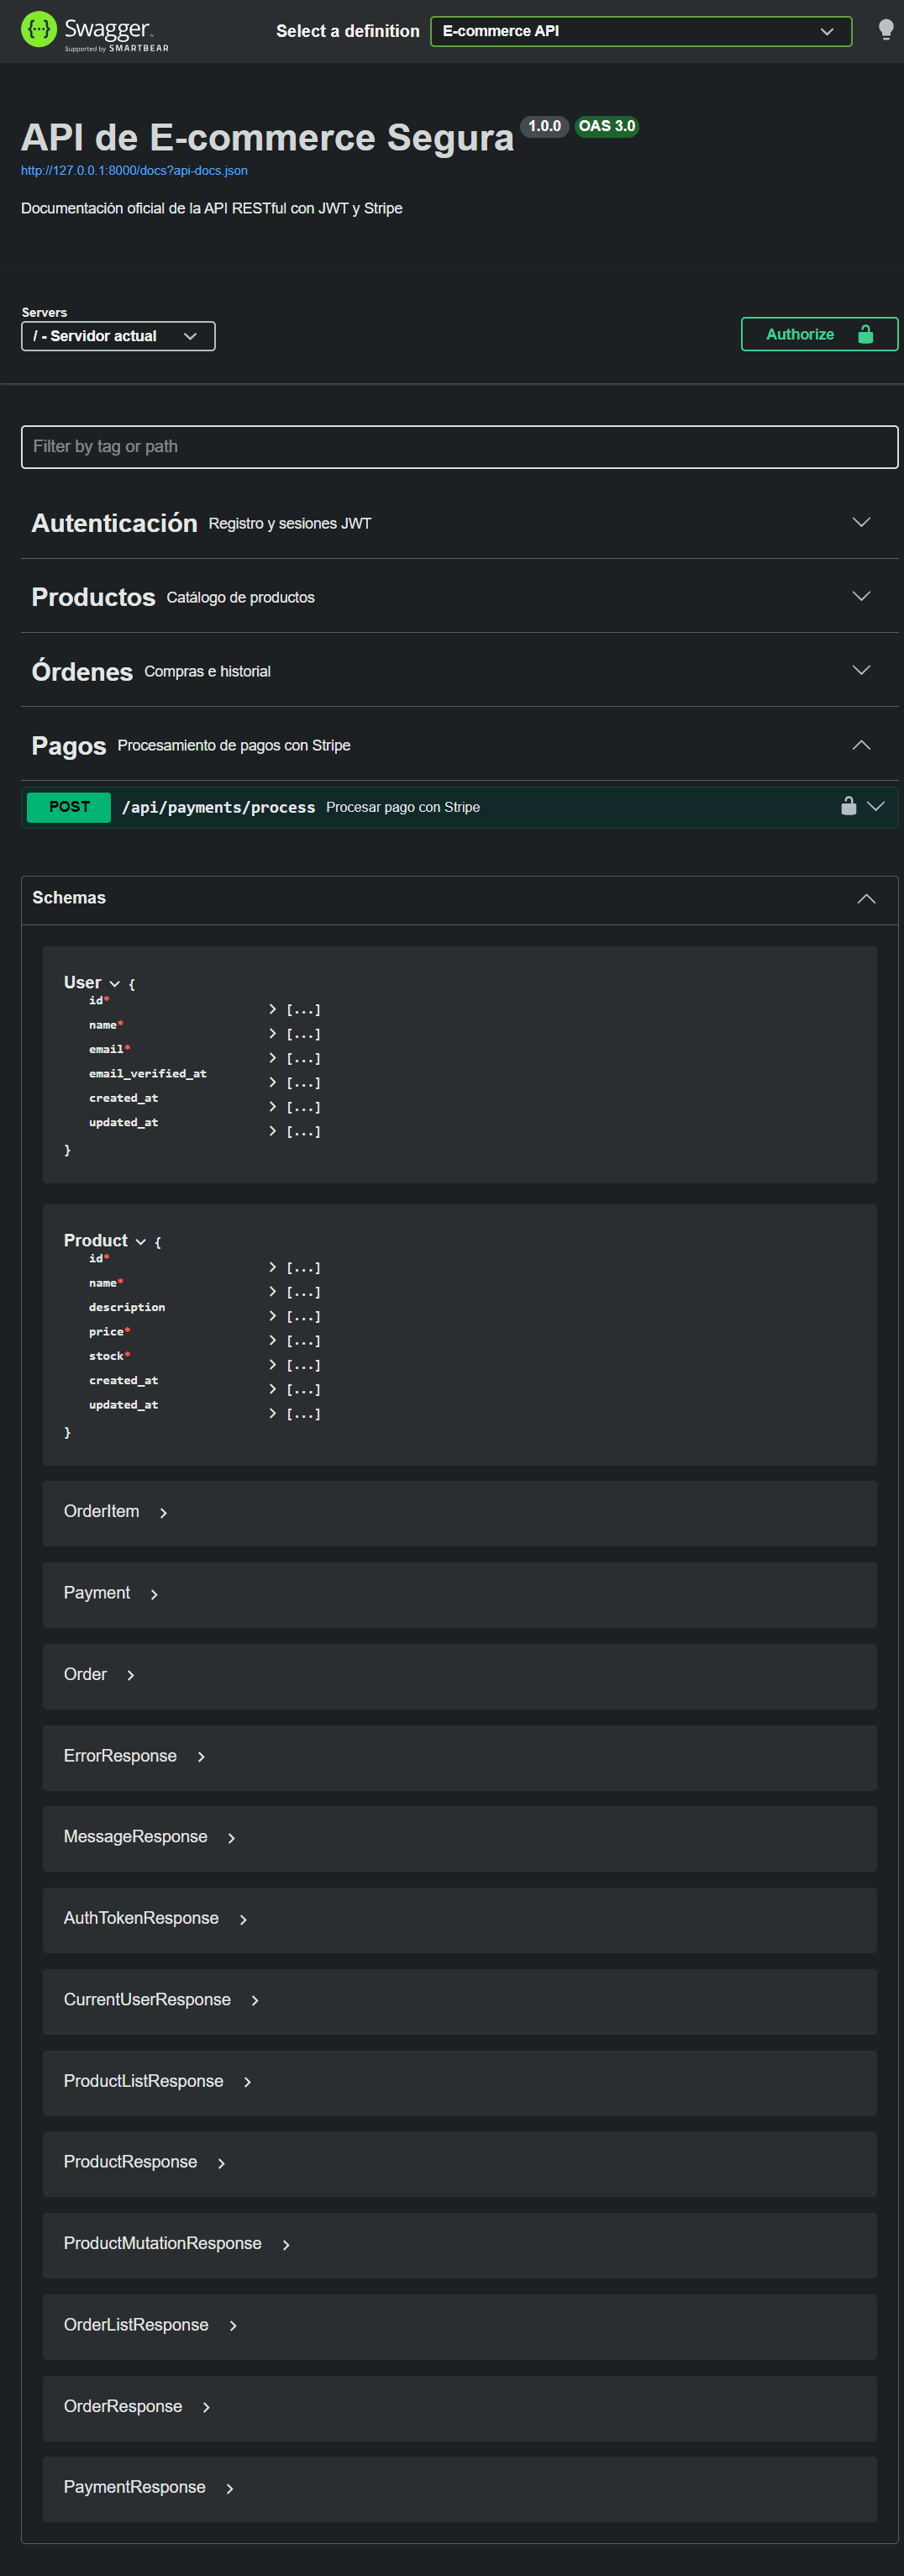 Swagger
Supported by SMARTBEAR
Select a definition
E-commerce API
API de E-commerce Segura 1.0.0 OAS 3.0
http://127.0.0.1:8000/docs?api-docs.json
Documentación oficial de la API RESTful con JWT y Stripe
Servers
/ - Servidor actual
Authorize
Filter by tag or path
Autenticación Registro y sesiones JWT
Productos Catálogo de productos
Órdenes Compras e historial
Pagos Procesamiento de pagos con Stripe
POST /api/payments/process Procesar pago con Stripe
Schemas
User {
id* [...]
name* [...]
email* [...]
email_verified_at [...]
created_at [...]
updated_at [...]
}
Product {
id* [...]
name* [...]
description [...]
price* [...]
stock* [...]
created_at [...]
updated_at [...]
}
OrderItem
Payment
Order
ErrorResponse
MessageResponse
AuthTokenResponse
CurrentUserResponse
ProductListResponse
ProductResponse
ProductMutationResponse
OrderListResponse
OrderResponse
PaymentResponse